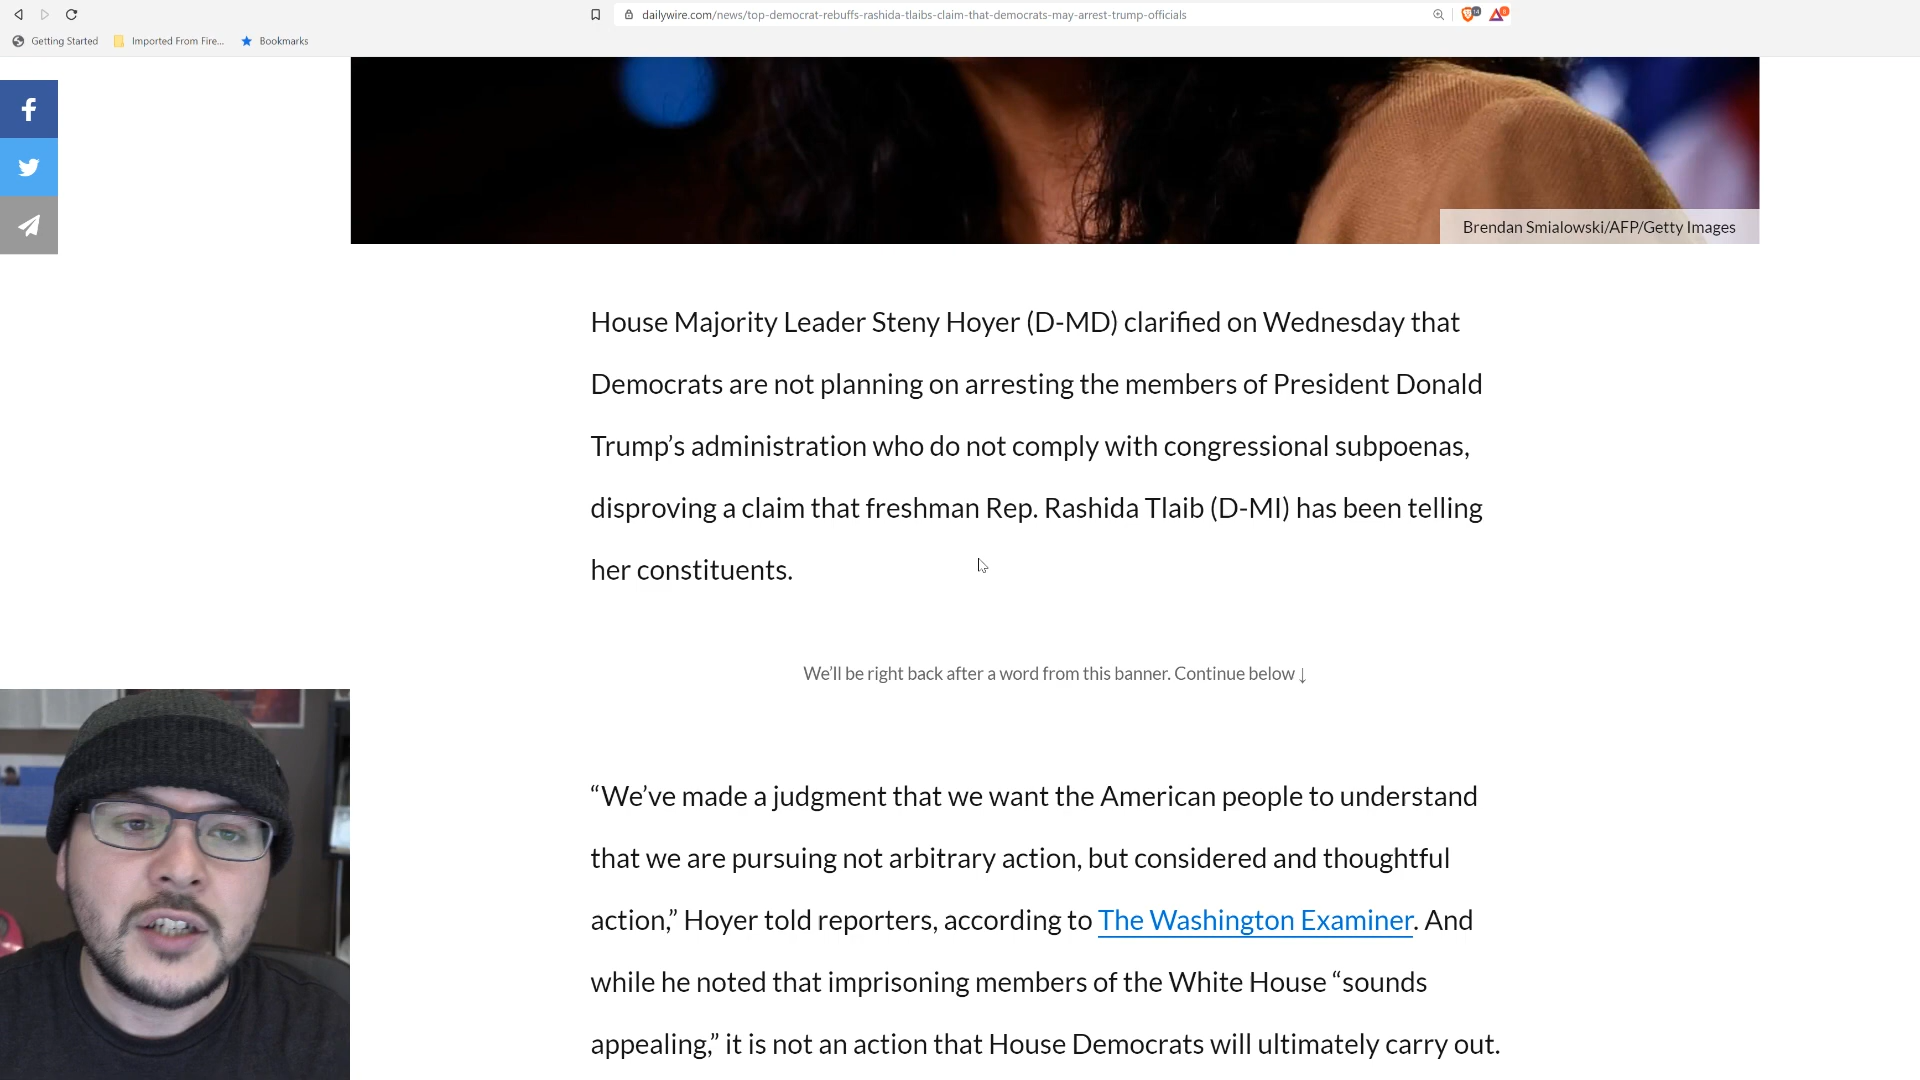 dailywire.com/news/top-democrat-rebuffs-rashida-tlaibs-claim-that-democrats-may-arrest-trump-officials
Getting Started
Imported From Fire...
Bookmarks
Brendan Smialowski/AFP/Getty Images
House Majority Leader Steny Hoyer (D-MD) clarified on Wednesday that
Democrats are not planning on arresting the members of President Donald
Trump’s administration who do not comply with congressional subpoenas,
disproving a claim that freshman Rep. Rashida Tlaib (D-MI) has been telling
her constituents.
We’ll be right back after a word from this banner. Continue below ↓
“We’ve made a judgment that we want the American people to understand
that we are pursuing not arbitrary action, but considered and thoughtful
action,” Hoyer told reporters, according to The Washington Examiner. And
while he noted that imprisoning members of the White House “sounds
appealing,” it is not an action that House Democrats will ultimately carry out.